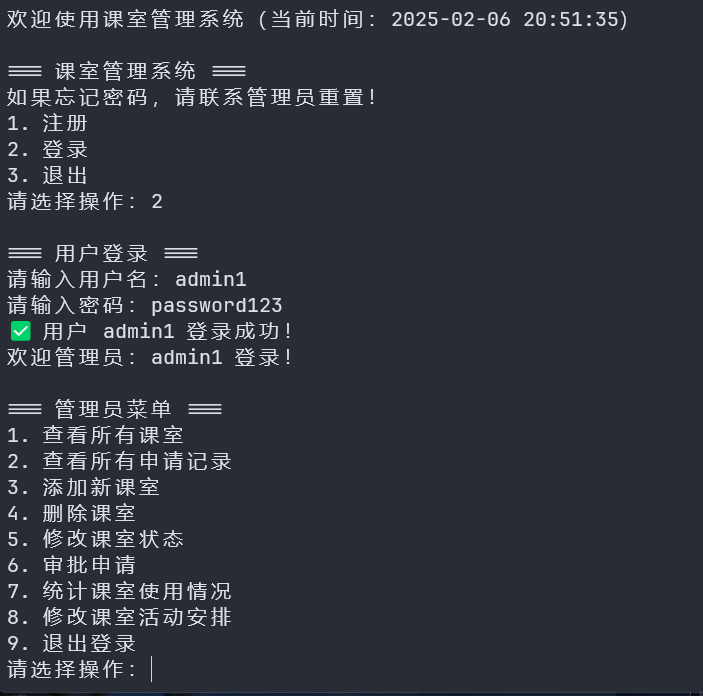 欢迎使用课室管理系统 (当前时间: 2025-02-06 20:51:35)
=== 课室管理系统 ===
如果忘记密码, 请联系管理员重置!
1. 注册
2. 登录
3. 退出
请选择操作: 2
=== 用户登录 ===
请输入用户名: admin1
请输入密码: password123
✅ 用户 admin1 登录成功!
欢迎管理员: admin1 登录!
=== 管理员菜单 ===
1. 查看所有课室
2. 查看所有申请记录
3. 添加新课室
4. 删除课室
5. 修改课室状态
6. 审批申请
7. 统计课室使用情况
8. 修改课室活动安排
9. 退出登录
请选择操作: